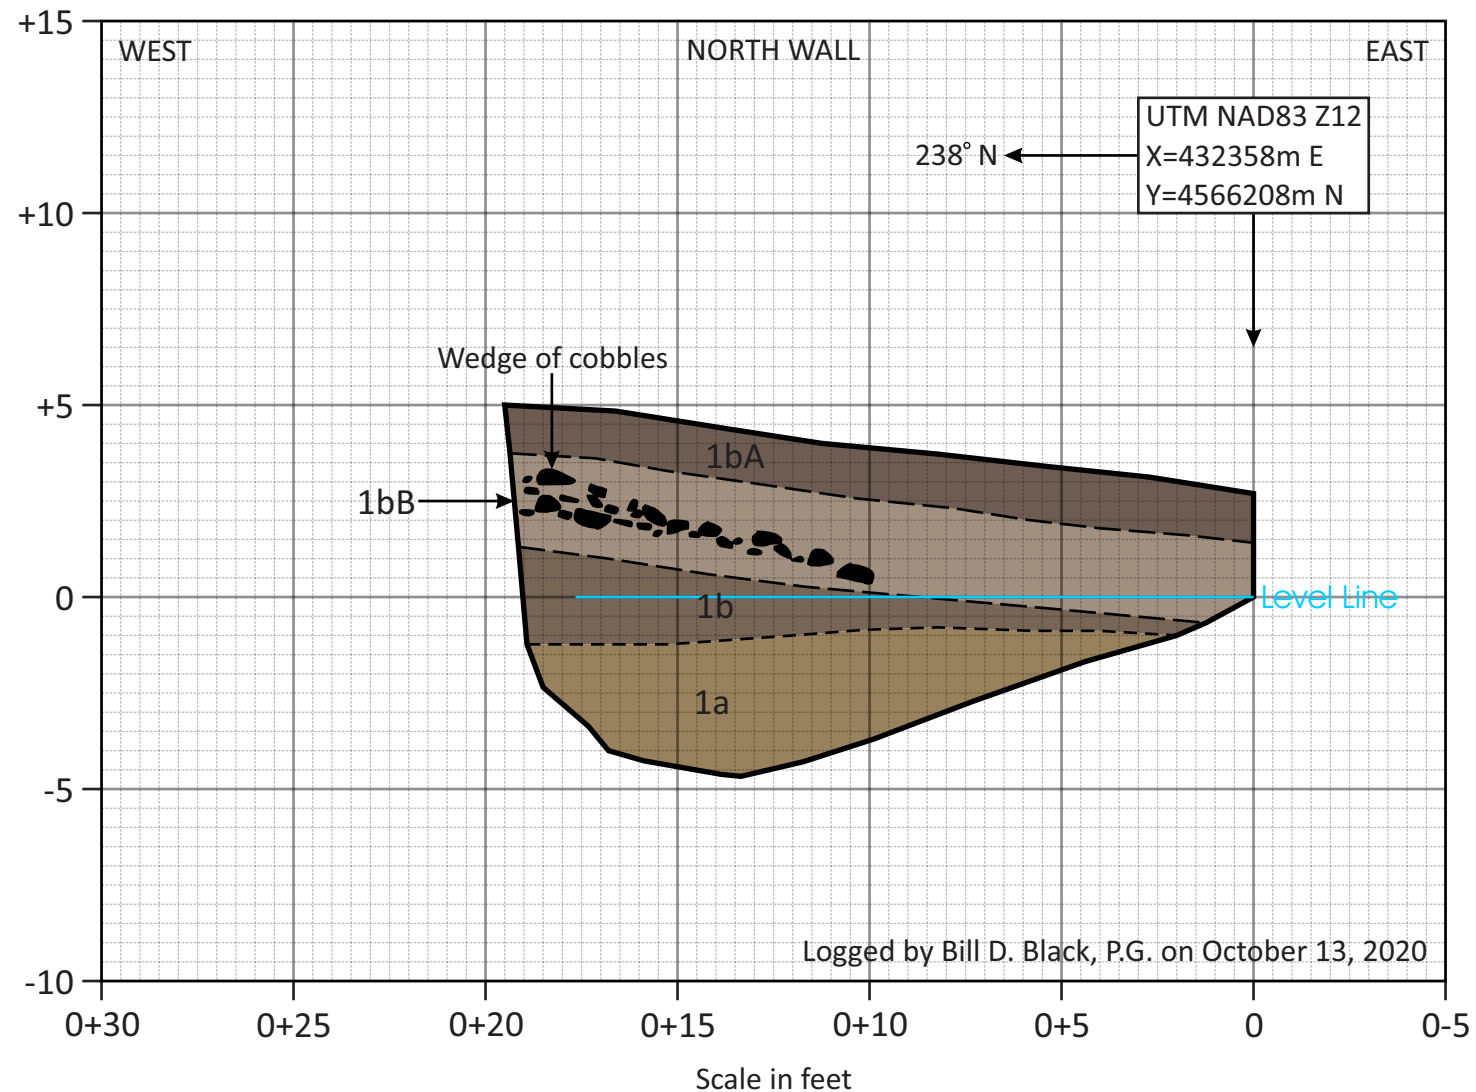 +15
WEST
NORTH WALL
EAST
UTM NAD83 Z12
X=432358m E
Y=4566208m N
238° N
+10
Wedge of cobbles
+5
1bA
1bB
0
1b
Level Line
1a
-5
Logged by Bill D. Black, P.G. on October 13, 2020
-10
0+30
0+25
0+20
0+15
0+10
0+5
0
0-5
Scale in feet